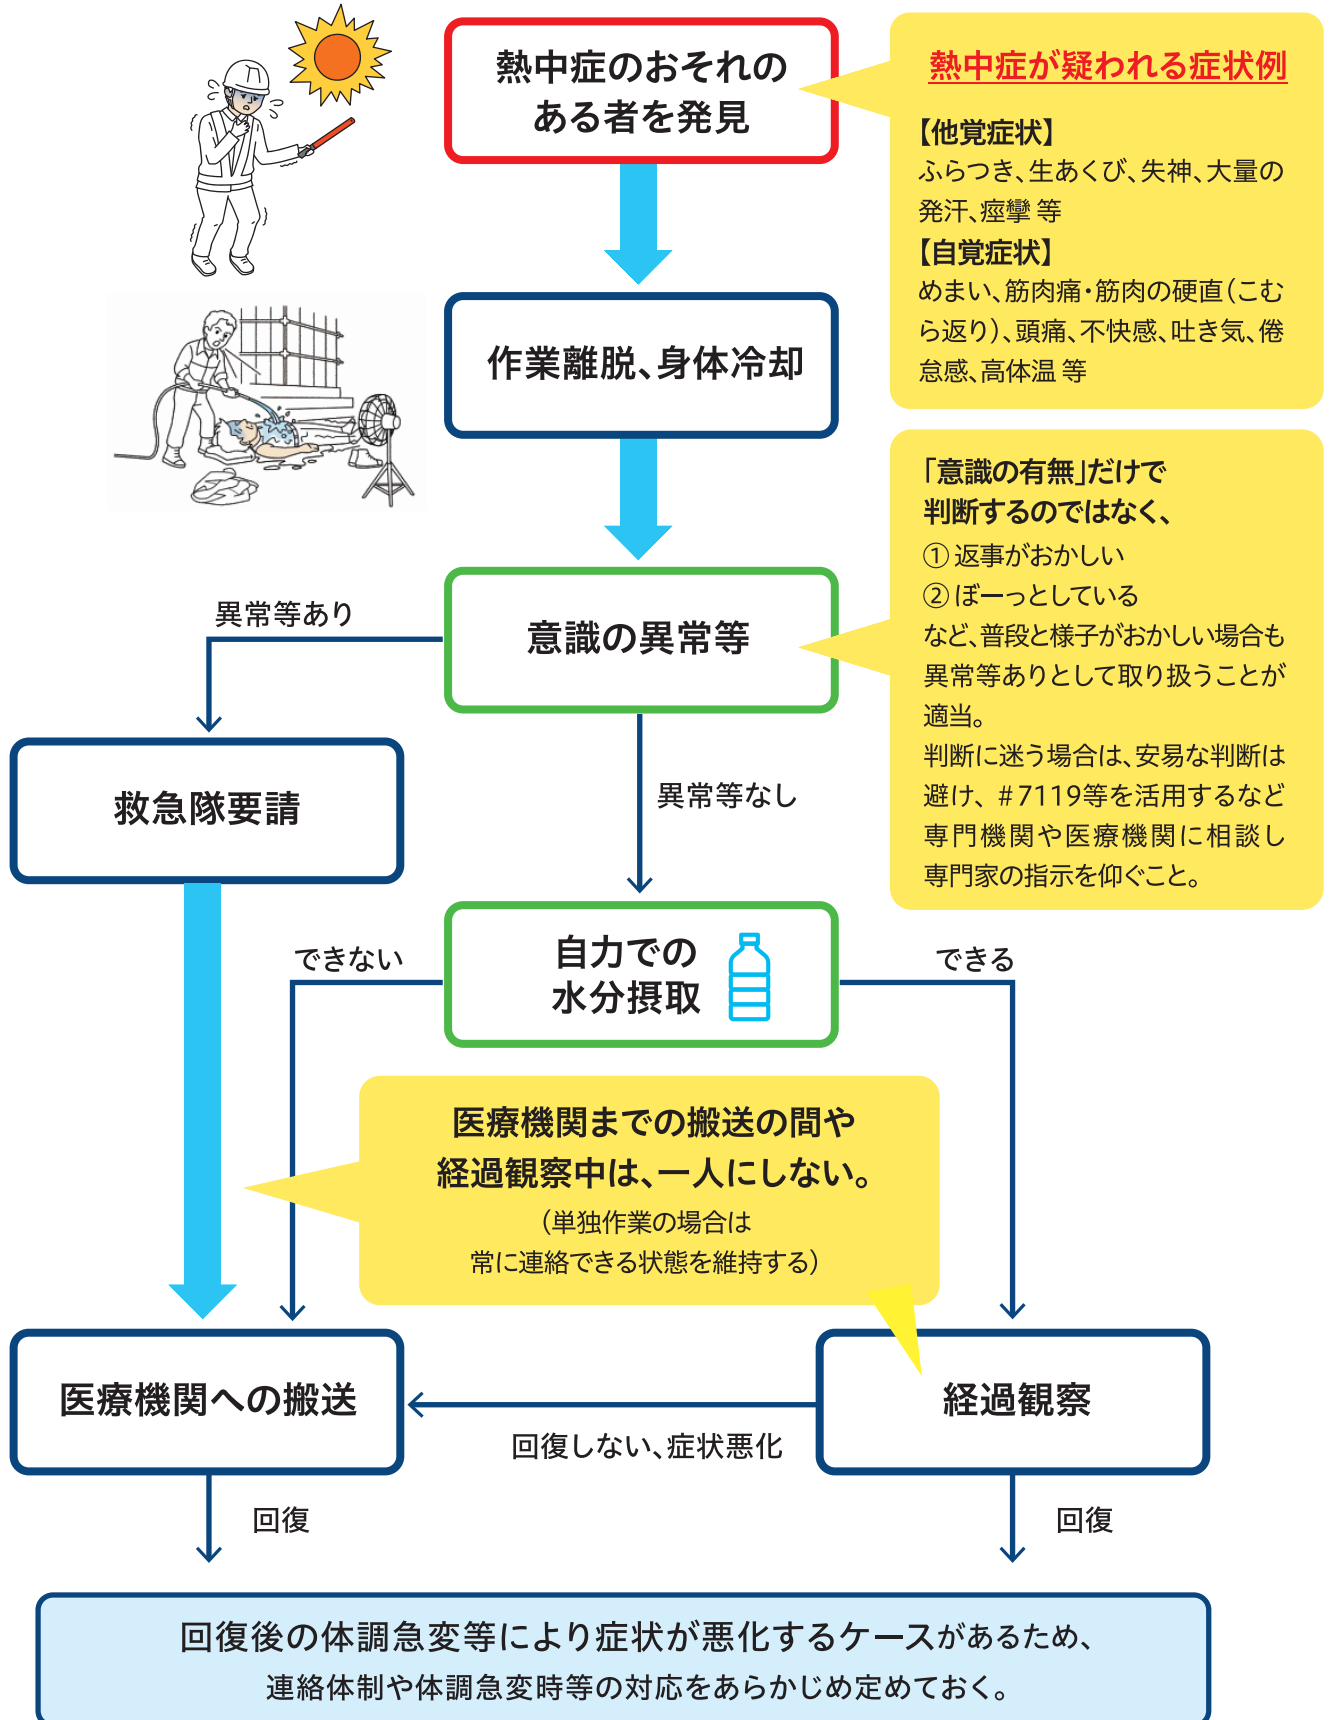 熱中症のおそれの
ある者を発見
熱中症が疑われる症状例
【他覚症状】
ふらつき、生あくび、失神、大量の
発汗、痙攣 等
【自覚症状】
めまい、筋肉痛・筋肉の硬直（こむ
ら返り）、頭痛、不快感、吐き気、倦
怠感、高体温 等
作業離脱、身体冷却
「意識の有無」だけで
判断するのではなく、
① 返事がおかしい
② ぼーっとしている
など、普段と様子がおかしい場合も
異常等ありとして取り扱うことが
適当。
判断に迷う場合は、安易な判断は
避け、＃7119等を活用するなど
専門機関や医療機関に相談し
専門家の指示を仰ぐこと。
意識の異常等
異常等あり
異常等なし
救急隊要請
自力での
水分摂取
できない
できる
医療機関までの搬送の間や
経過観察中は、一人にしない。
（単独作業の場合は
常に連絡できる状態を維持する）
医療機関への搬送
経過観察
回復しない、症状悪化
回復
回復
回復後の体調急変等により症状が悪化するケースがあるため、
連絡体制や体調急変時等の対応をあらかじめ定めておく。